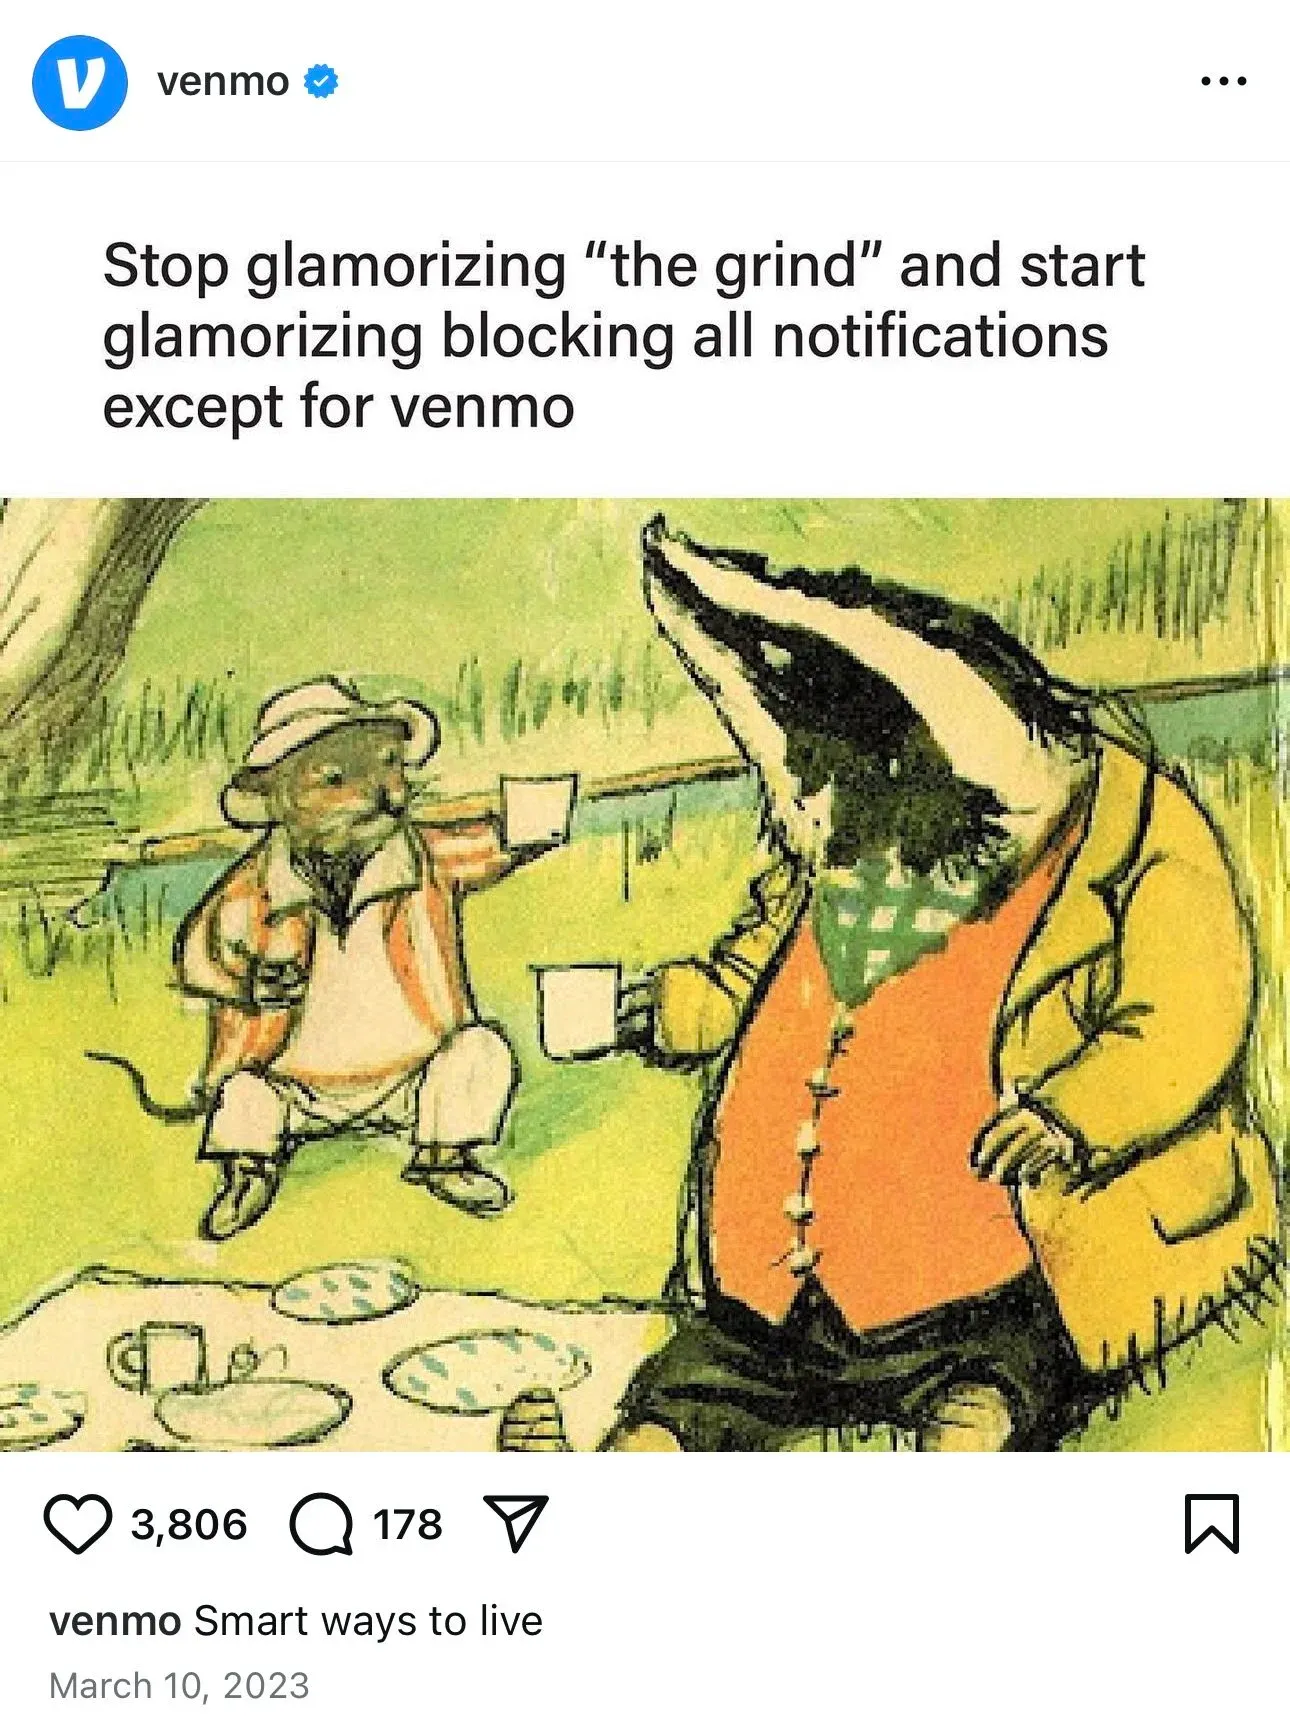 venmo
Stop glamorizing “the grind” and start
glamorizing blocking all notifications
except for venmo
3,806 178
venmo Smart ways to live
March 10, 2023